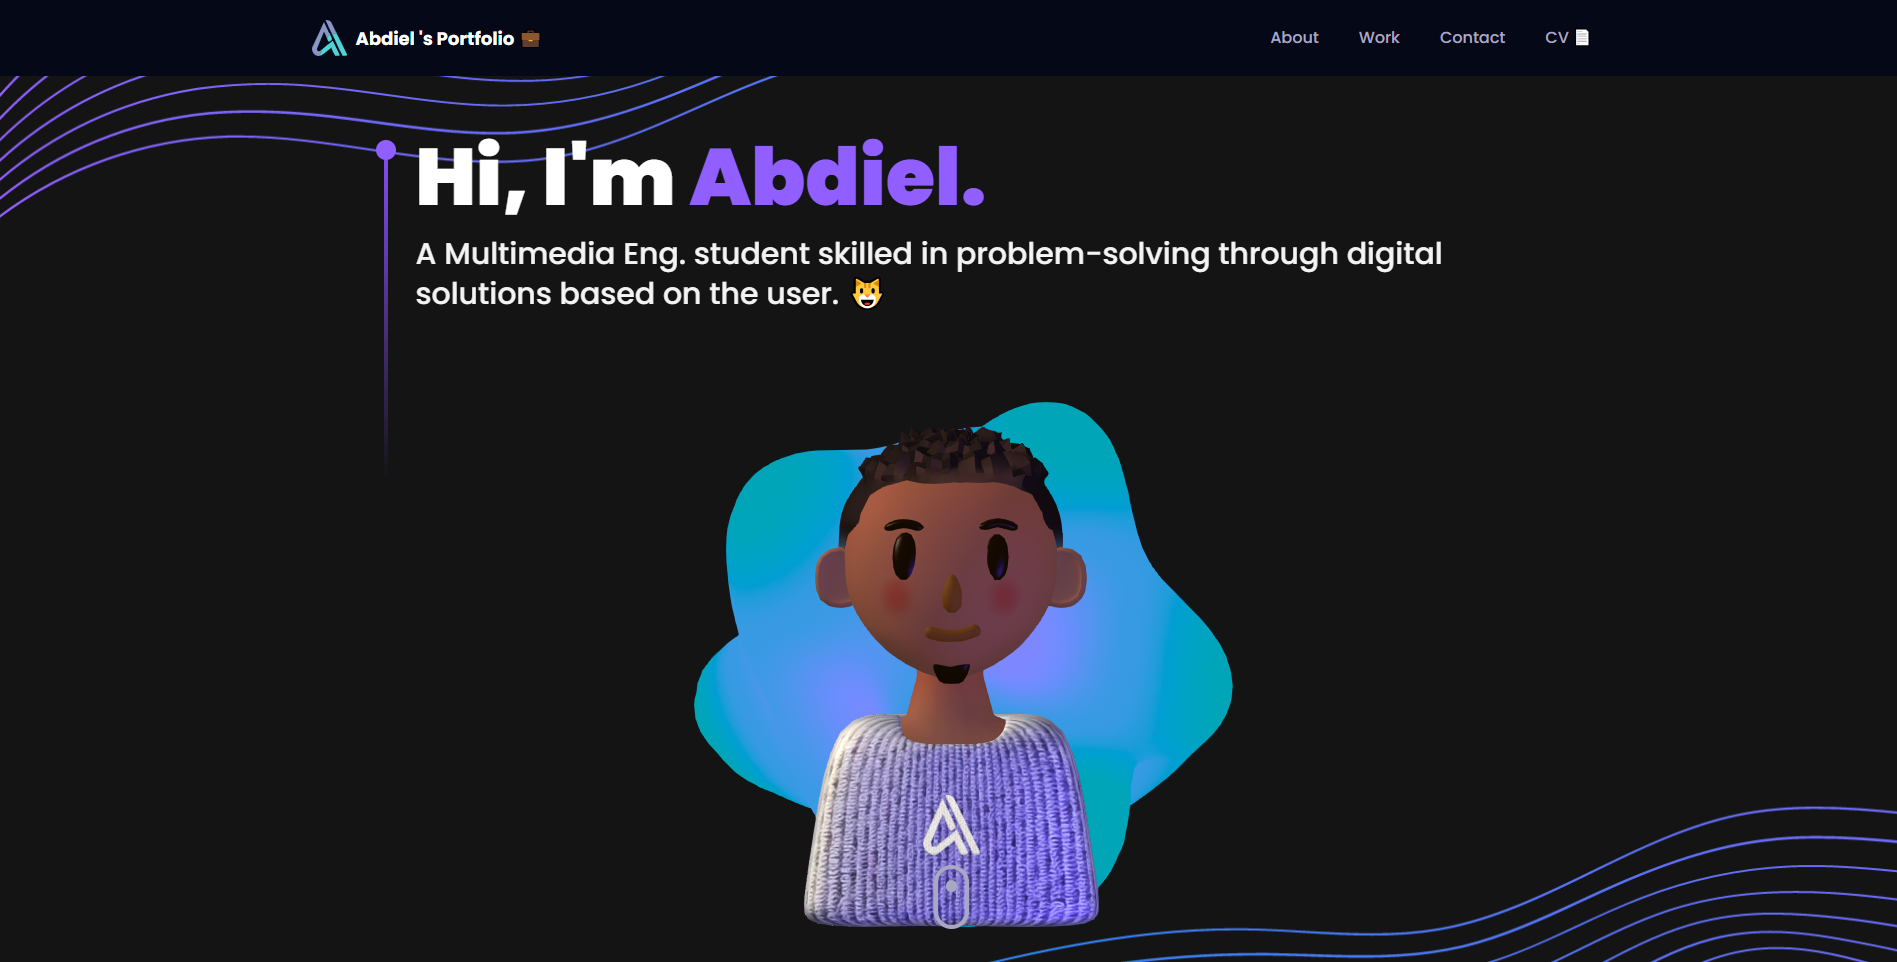 Abdiel 's Portfolio 💼
About
Work
Contact
CV 📄
Hi, I'm Abdiel.
A Multimedia Eng. student skilled in problem-solving through digital
solutions based on the user. 😺